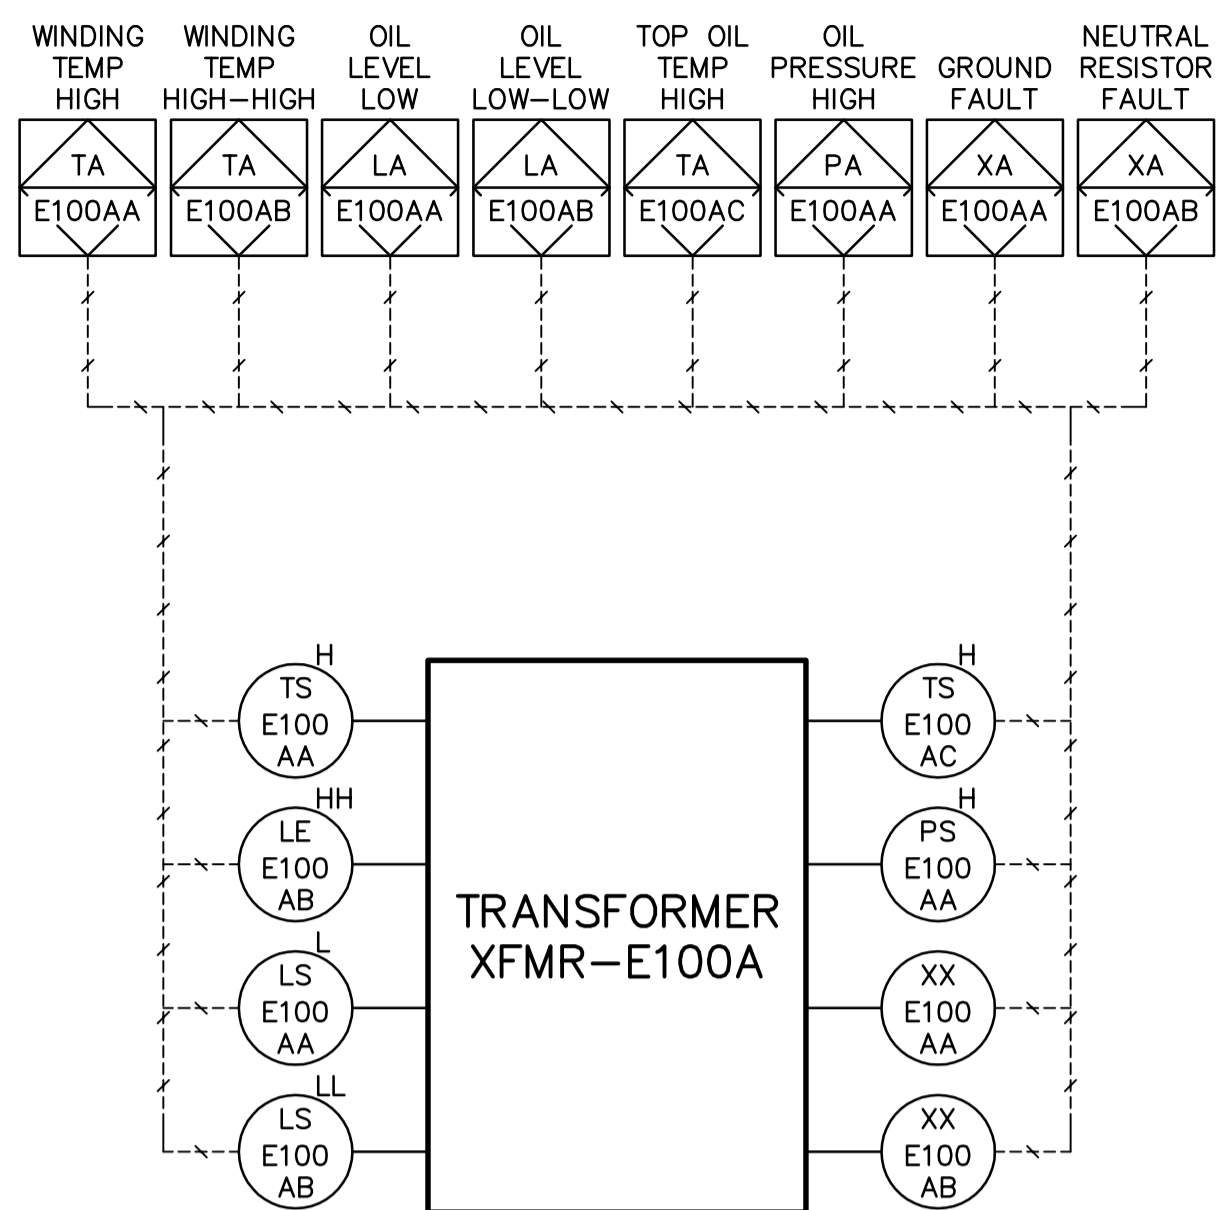 WINDING
TEMP
HIGH
WINDING
TEMP
HIGH-HIGH
OIL
LEVEL
LOW
OIL
LEVEL
LOW-LOW
TOP OIL
TEMP
HIGH
OIL
PRESSURE
HIGH
GROUND
FAULT
NEUTRAL
RESISTOR
FAULT
TA
E100AA
TA
E100AB
LA
E100AA
LA
E100AB
TA
E100AC
PA
E100AA
XA
E100AA
XA
E100AB
H
TS
E100
AA
HH
LE
E100
AB
L
LS
E100
AA
LL
LS
E100
AB
TRANSFORMER
XFMR-E100A
H
TS
E100
AC
H
PS
E100
AA
XX
E100
AA
XX
E100
AB